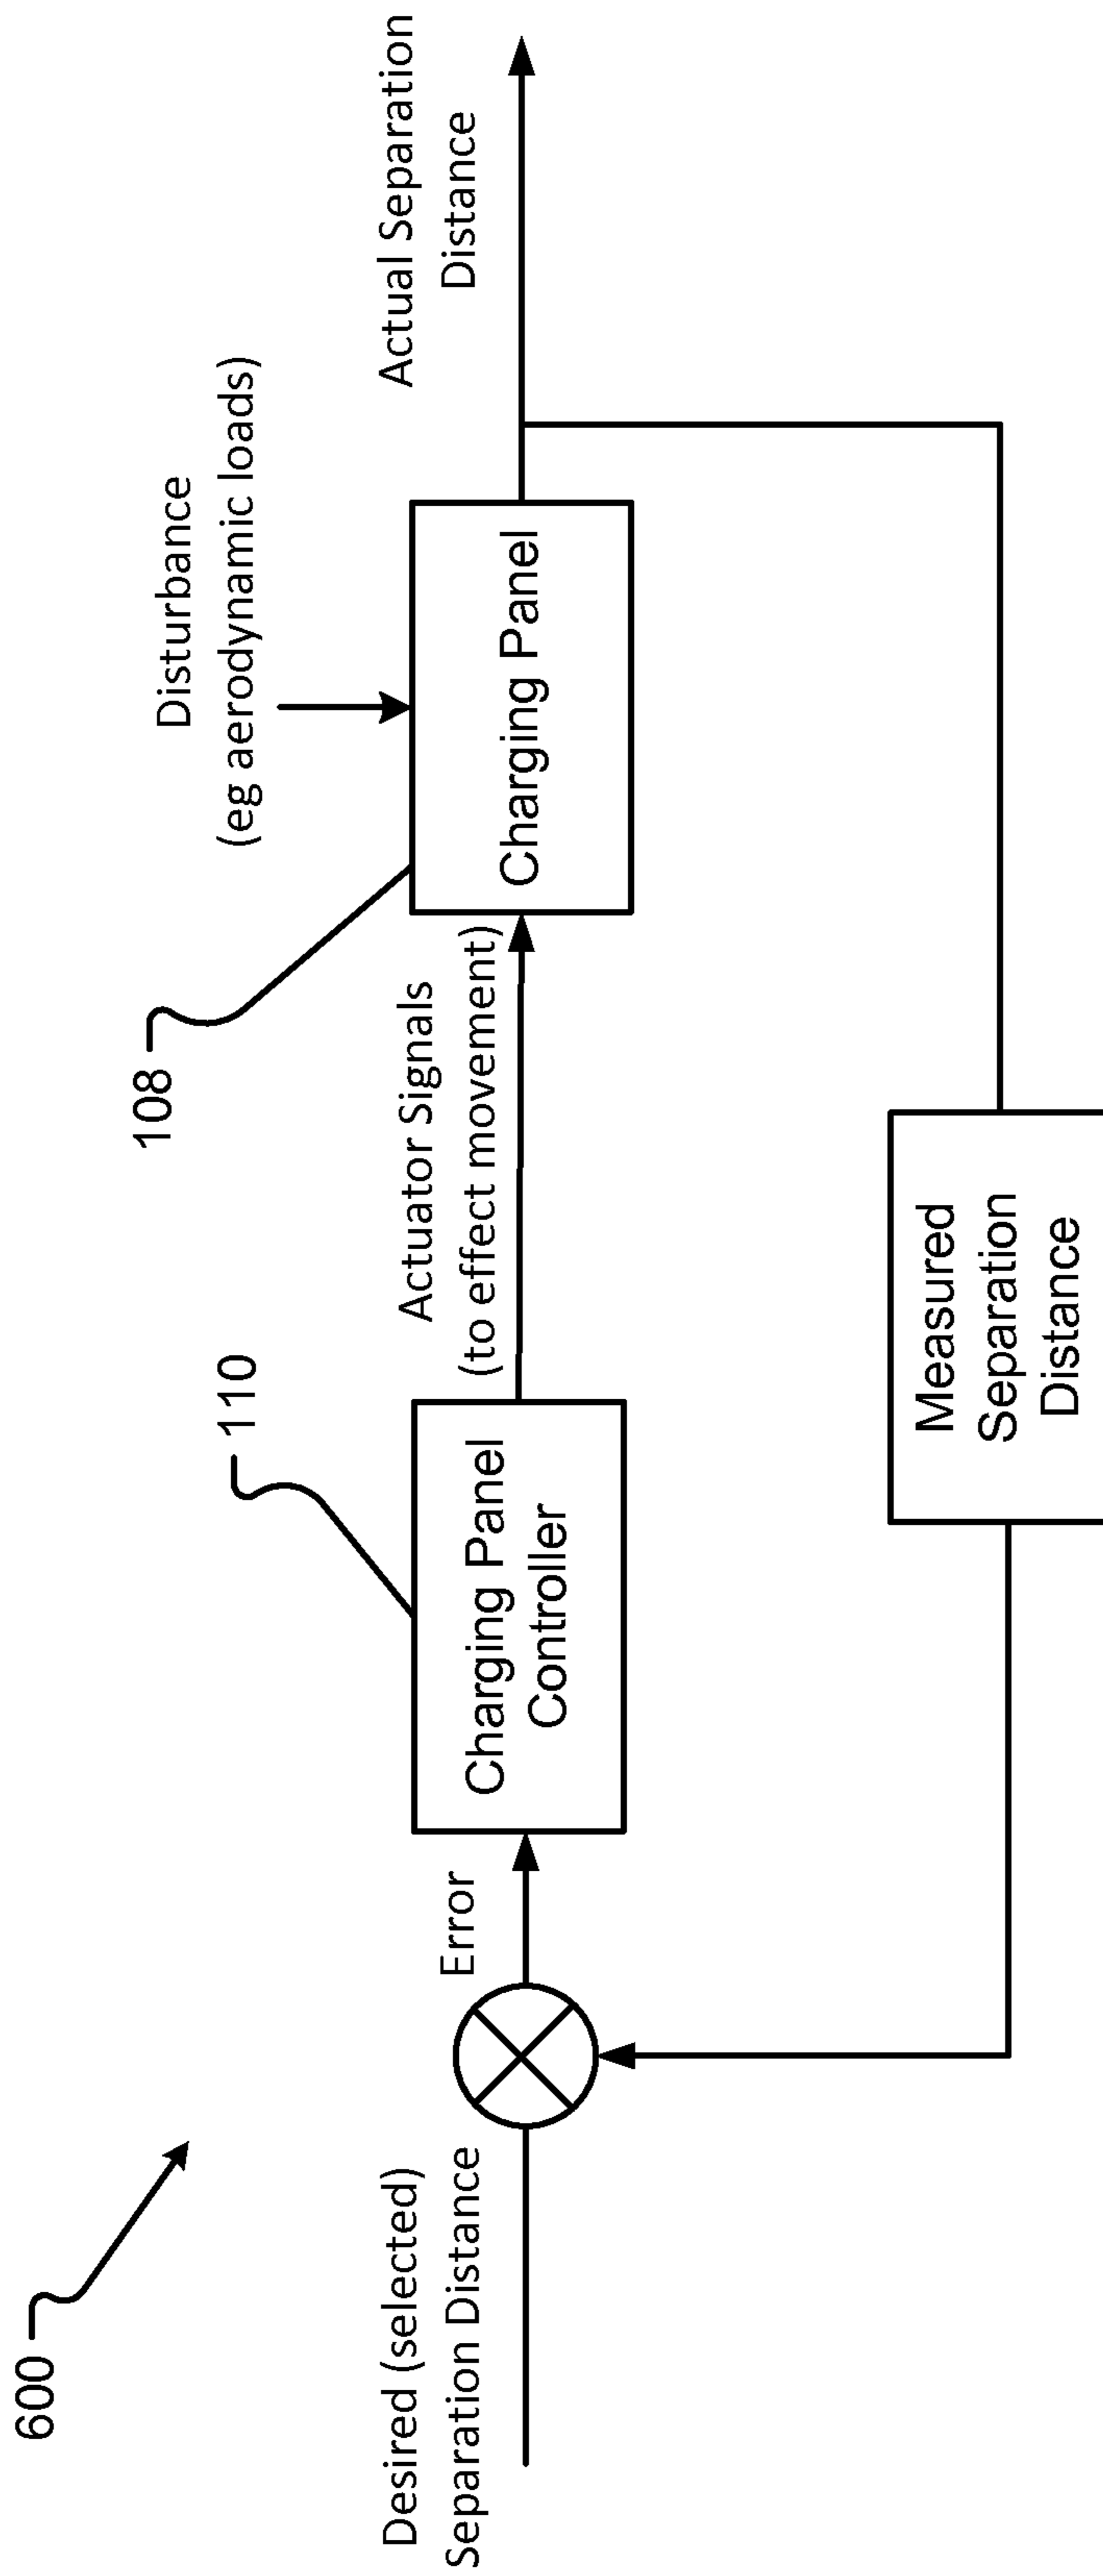 600
Desired (selected)
Separation Distance
Error
110
Charging Panel
Controller
Actuator Signals
(to effect movement)
108
Charging Panel
Disturbance
(eg aerodynamic loads)
Actual Separation
Distance
Measured
Separation
Distance